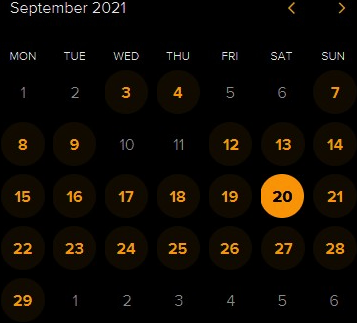 September 2021
MON TUE WED THU FRI SAT SUN
1 2 3 4 5 6 7
8 9 10 11 12 13 14
15 16 17 18 19 20 21
22 23 24 25 26 27 28
29 1 2 3 4 5 6